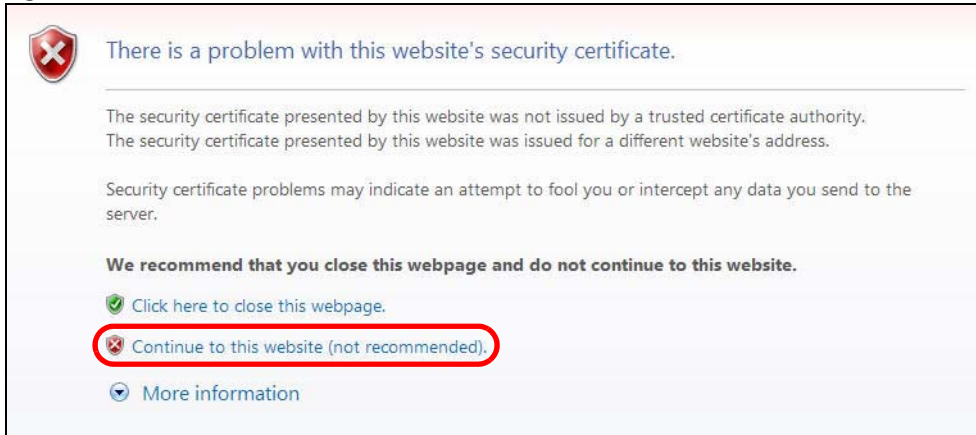 There is a problem with this website's security certificate.
The security certificate presented by this website was not issued by a trusted certificate authority.
The security certificate presented by this website was issued for a different website's address.
Security certificate problems may indicate an attempt to fool you or intercept any data you send to the
server.
We recommend that you close this webpage and do not continue to this website.
Click here to close this webpage.
Continue to this website (not recommended).
More information